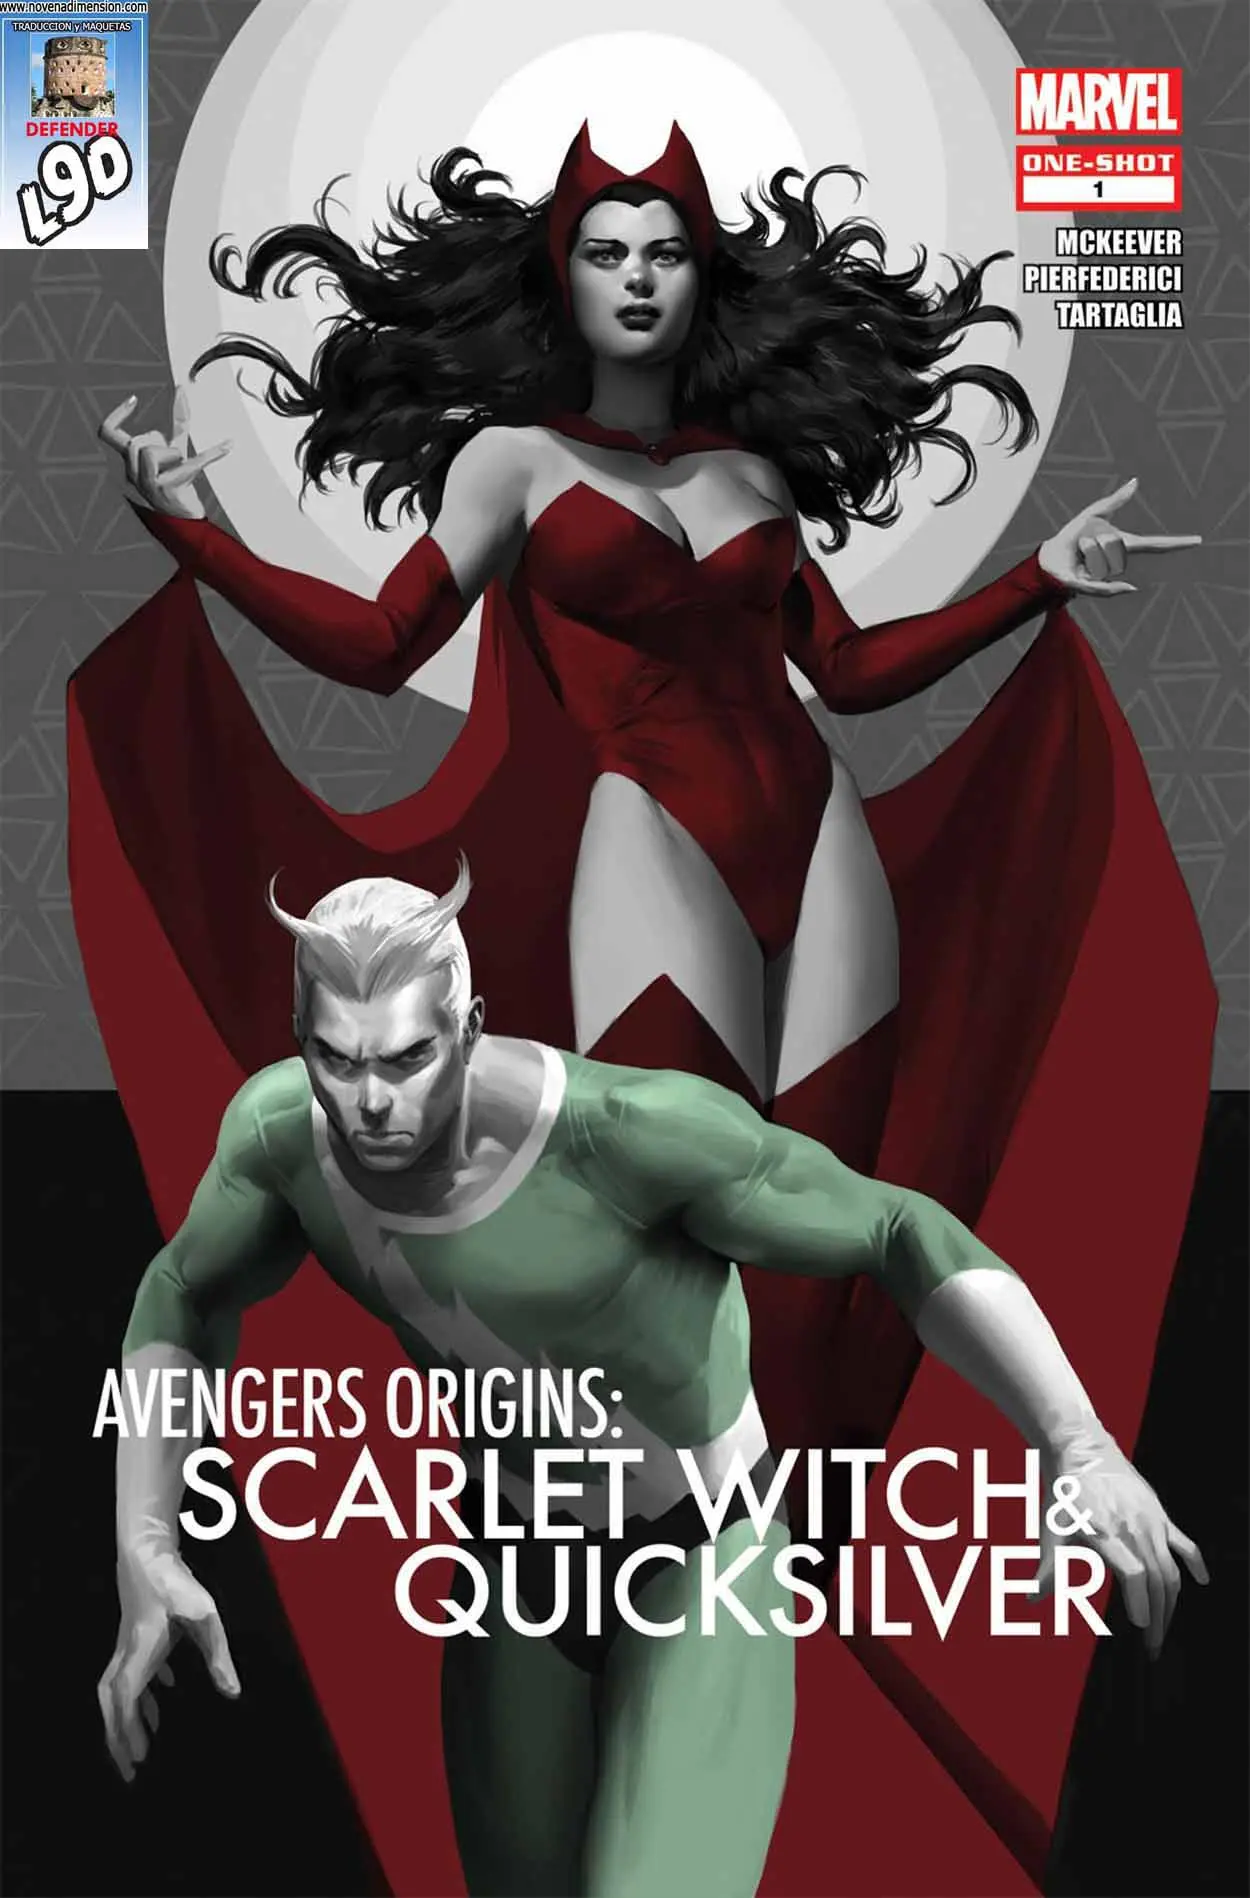 www.novenadimension.com
TRADUCCION y MAQUETAS
DEFENDER
L9D
MARVEL
ONE-SHOT
1
MCKEEVER
PIERFEDERICI
TARTAGLIA
AVENGERS ORIGINS:
SCARLET WITCH &
QUICKSILVER